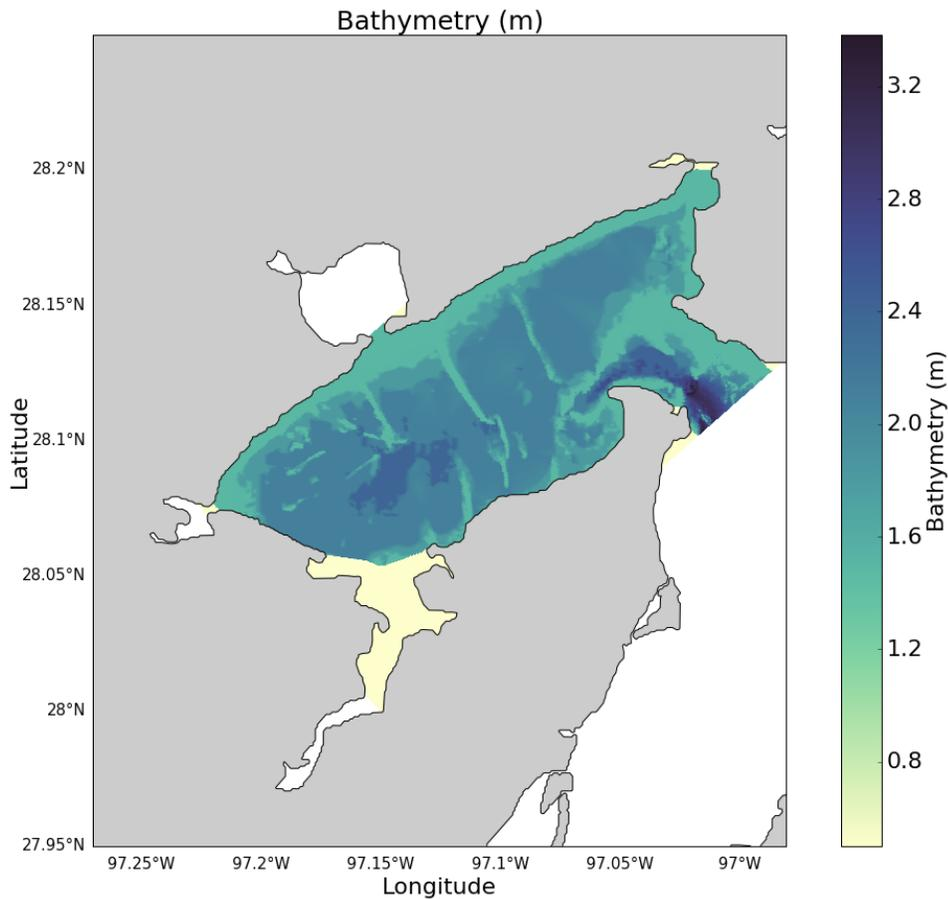 Bathymetry (m)
28.2°N
28.15°N
28.1°N
28.05°N
28°N
27.95°N
Latitude
97.25°W 97.2°W 97.15°W 97.1°W 97.05°W 97°W
Longitude
3.2
2.8
2.4
2.0
1.6
1.2
0.8
Bathymetry (m)